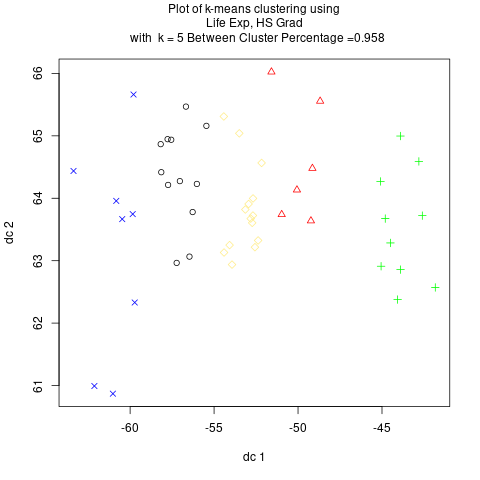 Plot of k-means clustering using
Life Exp, HS Grad
with k = 5 Between Cluster Percentage =0.958
66
65
64
63
62
61
dc 2
-60 -55 -50 -45
dc 1